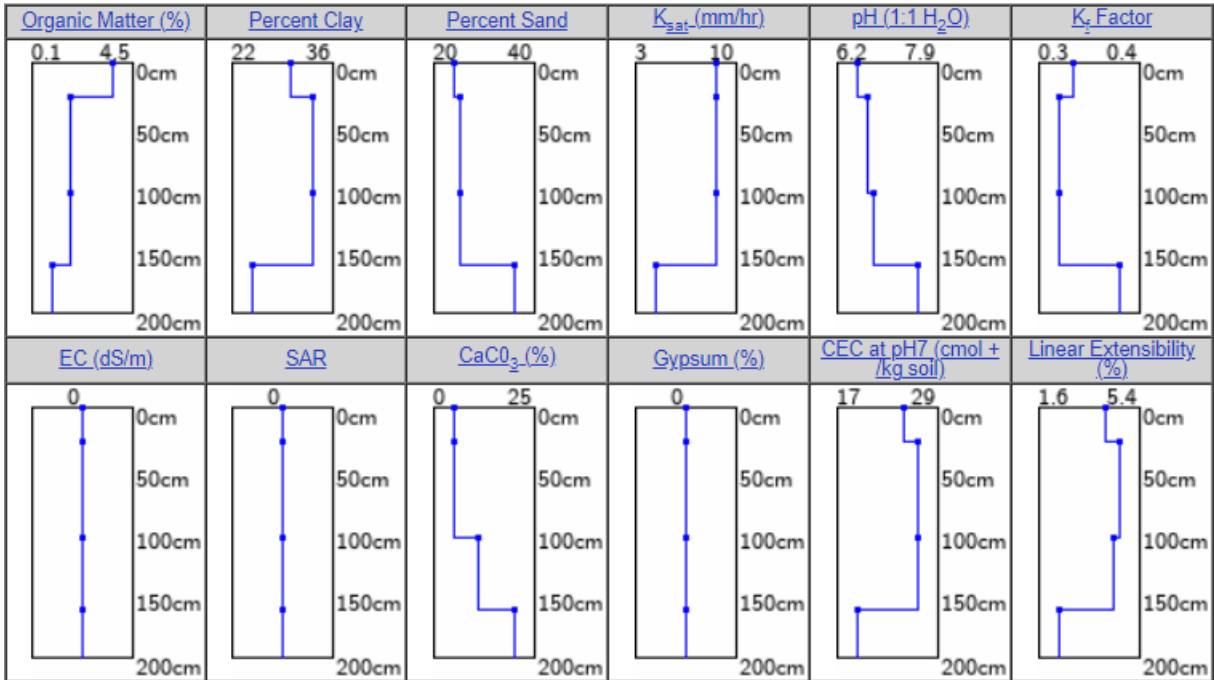 Organic Matter (%) Percent Clay Percent Sand Ksat (mm/hr) pH (1:1 H2O) Kf Factor
0.1 4.5 22 36 20 40 3 10 6.2 7.9 0.3 0.4
0cm 0cm 0cm 0cm 0cm 0cm
50cm 50cm 50cm 50cm 50cm 50cm
100cm 100cm 100cm 100cm 100cm 100cm
150cm 150cm 150cm 150cm 150cm 150cm
200cm 200cm 200cm 200cm 200cm 200cm
EC (dS/m) SAR CaC03 (%) Gypsum (%) CEC at pH7 (cmol + /kg soil) Linear Extensibility (%)
0 0 0 25 0 17 29 1.6 5.4
0cm 0cm 0cm 0cm 0cm 0cm
50cm 50cm 50cm 50cm 50cm 50cm
100cm 100cm 100cm 100cm 100cm 100cm
150cm 150cm 150cm 150cm 150cm 150cm
200cm 200cm 200cm 200cm 200cm 200cm